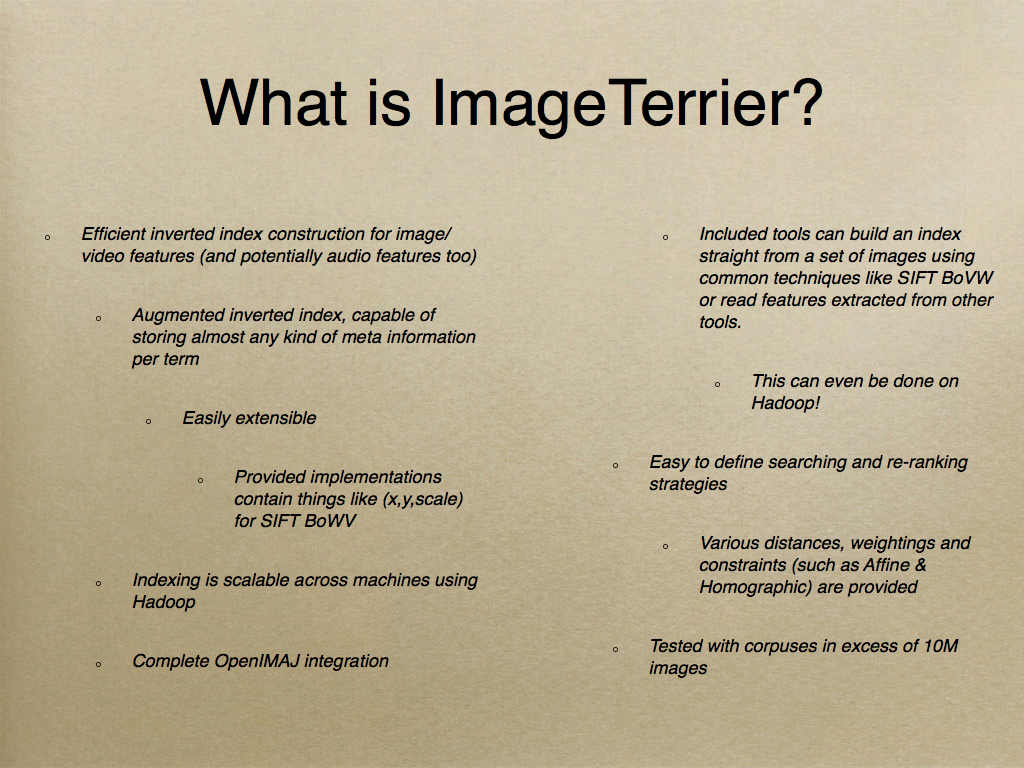 What is ImageTerrier?
Efficient inverted index construction for image/
video features (and potentially audio features too)
Augmented inverted index, capable of
storing almost any kind of meta information
per term
Easily extensible
Provided implementations
contain things like (x,y,scale)
for SIFT BoWV
Indexing is scalable across machines using
Hadoop
Complete OpenIMAJ integration
Included tools can build an index
straight from a set of images using
common techniques like SIFT BoVW
or read features extracted from other
tools.
This can even be done on
Hadoop!
Easy to define searching and re-ranking
strategies
Various distances, weightings and
constraints (such as Affine &
Homographic) are provided
Tested with corpuses in excess of 10M
images